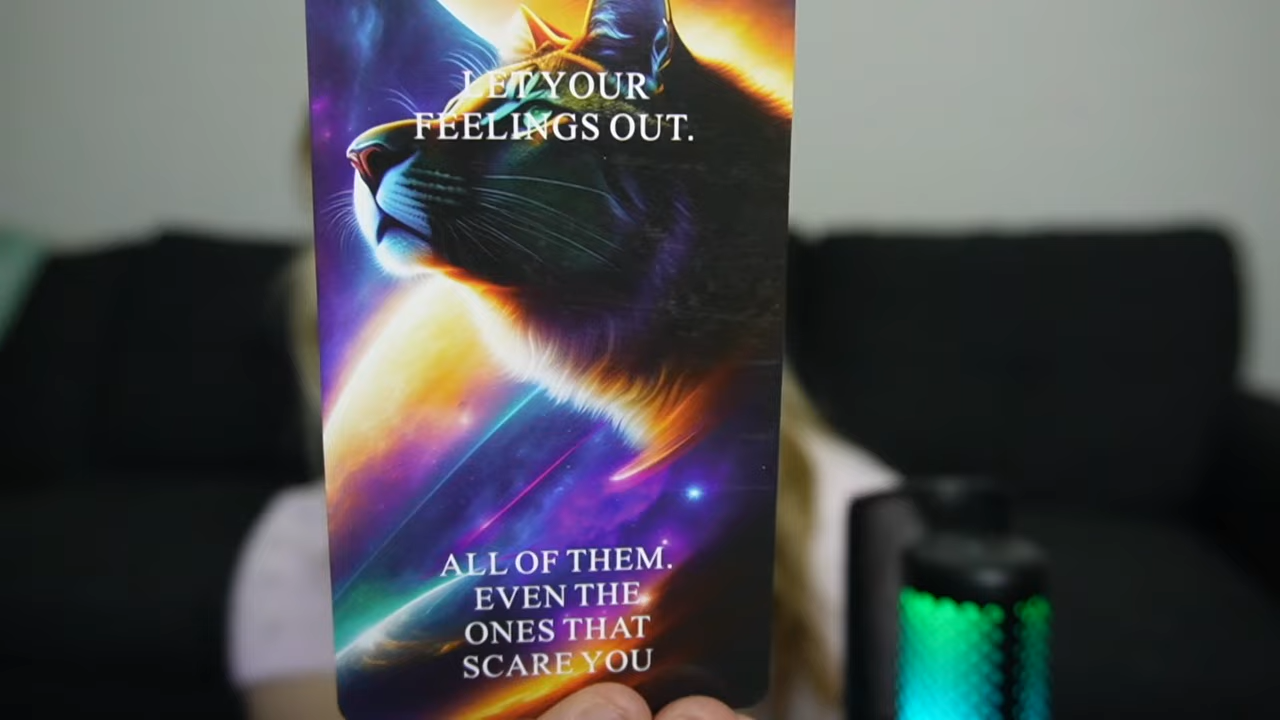 LET YOUR
FEELINGS OUT.
ALL OF THEM.
EVEN THE
ONES THAT
SCARE YOU